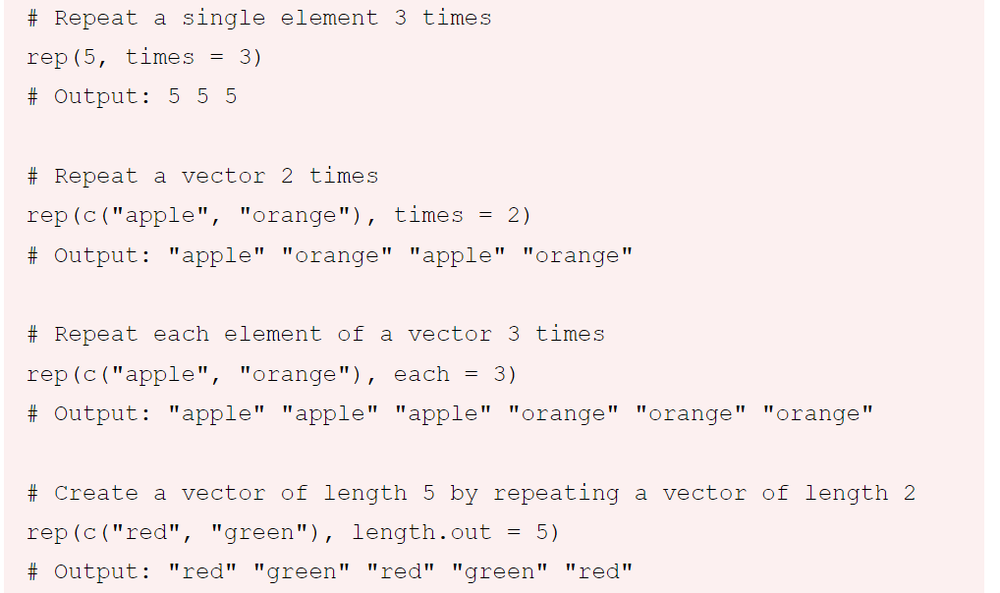 # Repeat a single element 3 times
rep(5, times = 3)
# Output: 5 5 5
# Repeat a vector 2 times
rep(c("apple", "orange"), times = 2)
# Output: "apple" "orange" "apple" "orange"
# Repeat each element of a vector 3 times
rep(c("apple", "orange"), each = 3)
# Output: "apple" "apple" "apple" "orange" "orange" "orange"
# Create a vector of length 5 by repeating a vector of length 2
rep(c("red", "green"), length.out = 5)
# Output: "red" "green" "red" "green" "red"